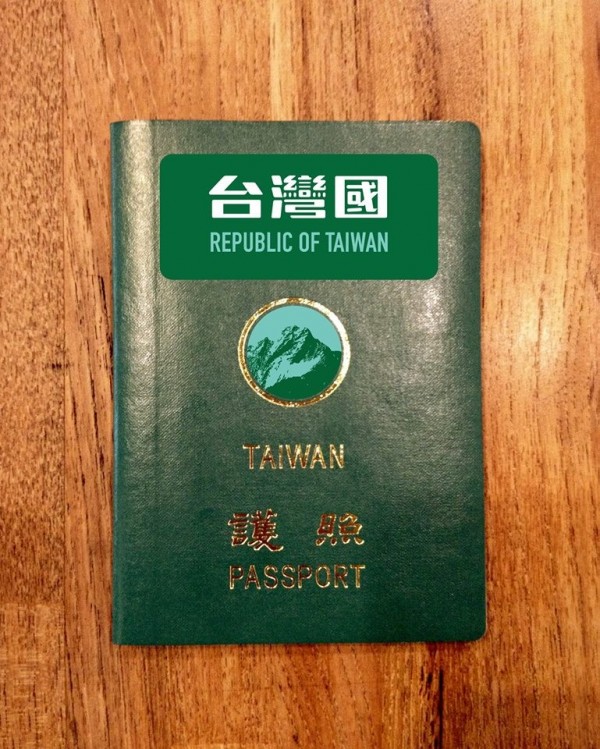 台灣國
REPUBLIC OF TAIWAN
TAIWAN
護照
PASSPORT